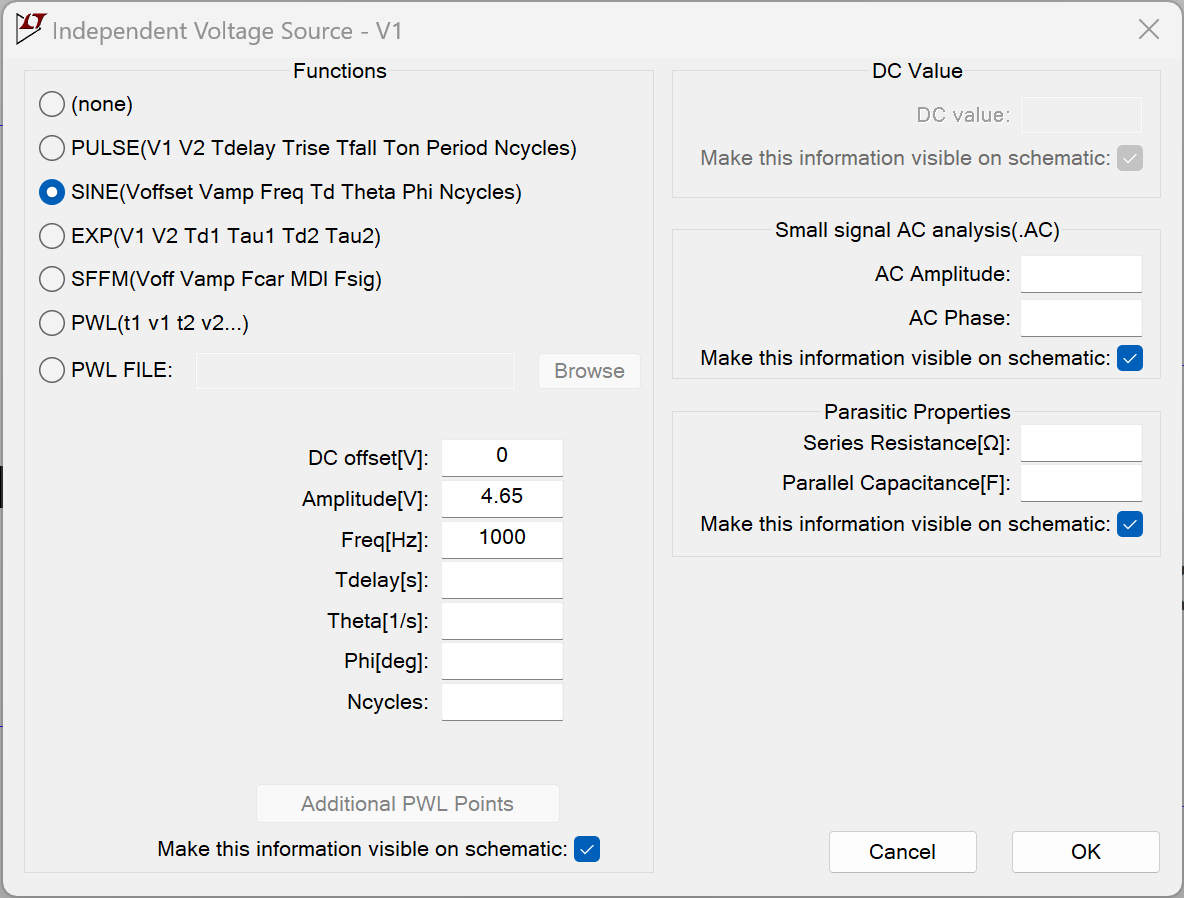 Independent Voltage Source - V1
Functions
(none)
PULSE(V1 V2 Tdelay Trise Tfall Ton Period Ncycles)
SINE(Voffset Vamp Freq Td Theta Phi Ncycles)
EXP(V1 V2 Td1 Tau1 Td2 Tau2)
SFFM(Voff Vamp Fcar MDI Fsig)
PWL(t1 v1 t2 v2...)
PWL FILE: Browse
DC offset[V]: 0
Amplitude[V]: 4.65
Freq[Hz]: 1000
Tdelay[s]:
Theta[1/s]:
Phi[deg]:
Ncycles:
Additional PWL Points
Make this information visible on schematic:
DC Value
DC value:
Make this information visible on schematic:
Small signal AC analysis(.AC)
AC Amplitude:
AC Phase:
Make this information visible on schematic:
Parasitic Properties
Series Resistance[Ω]:
Parallel Capacitance[F]:
Make this information visible on schematic:
Cancel OK